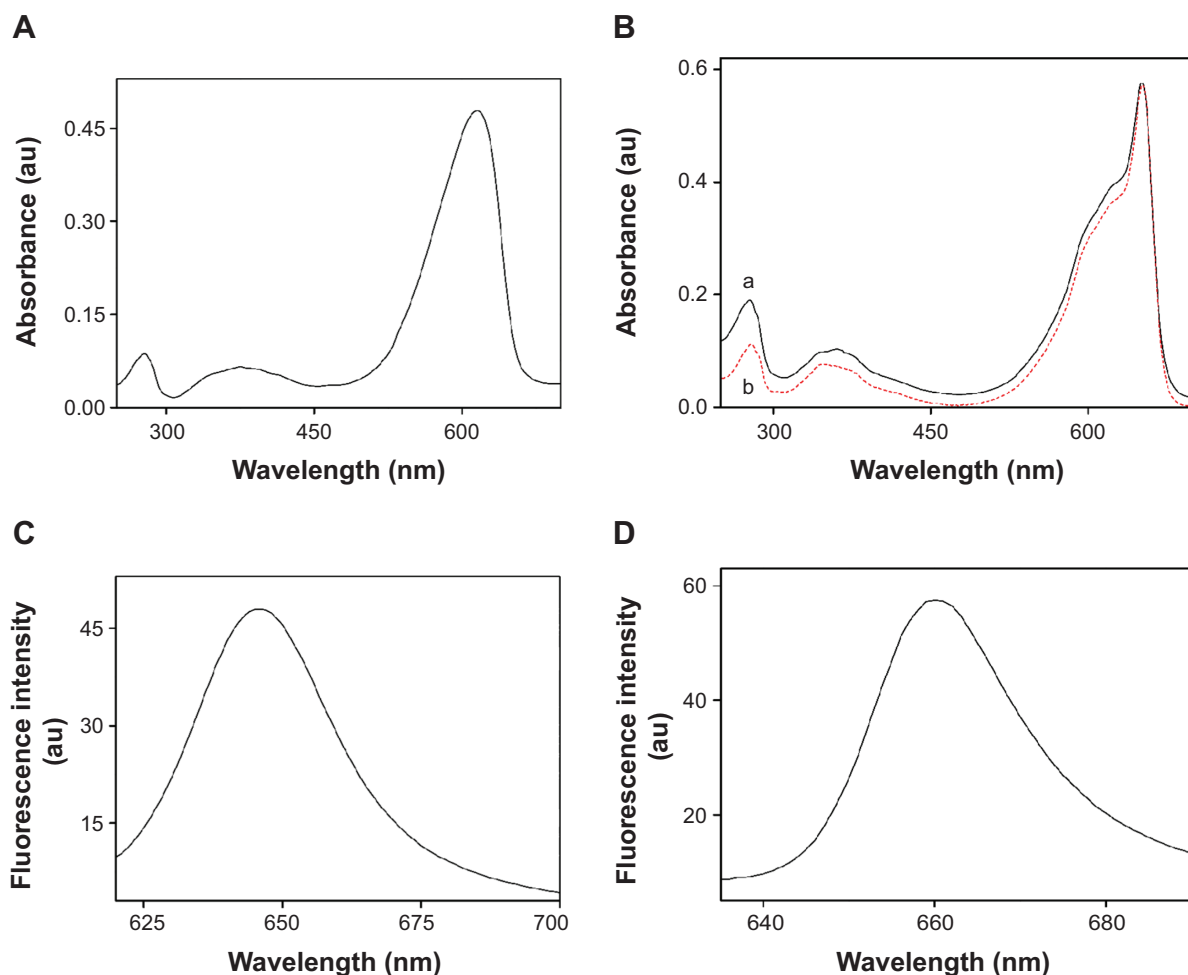 A
Absorbance (au)
0.45
0.30
0.15
0.00
300
450
600
Wavelength (nm)
B
Absorbance (au)
0.6
0.4
0.2
0.0
a
b
300
450
600
Wavelength (nm)
C
Fluorescence intensity
(au)
45
30
15
625
650
675
700
Wavelength (nm)
D
Fluorescence intensity
(au)
60
40
20
640
660
680
Wavelength (nm)